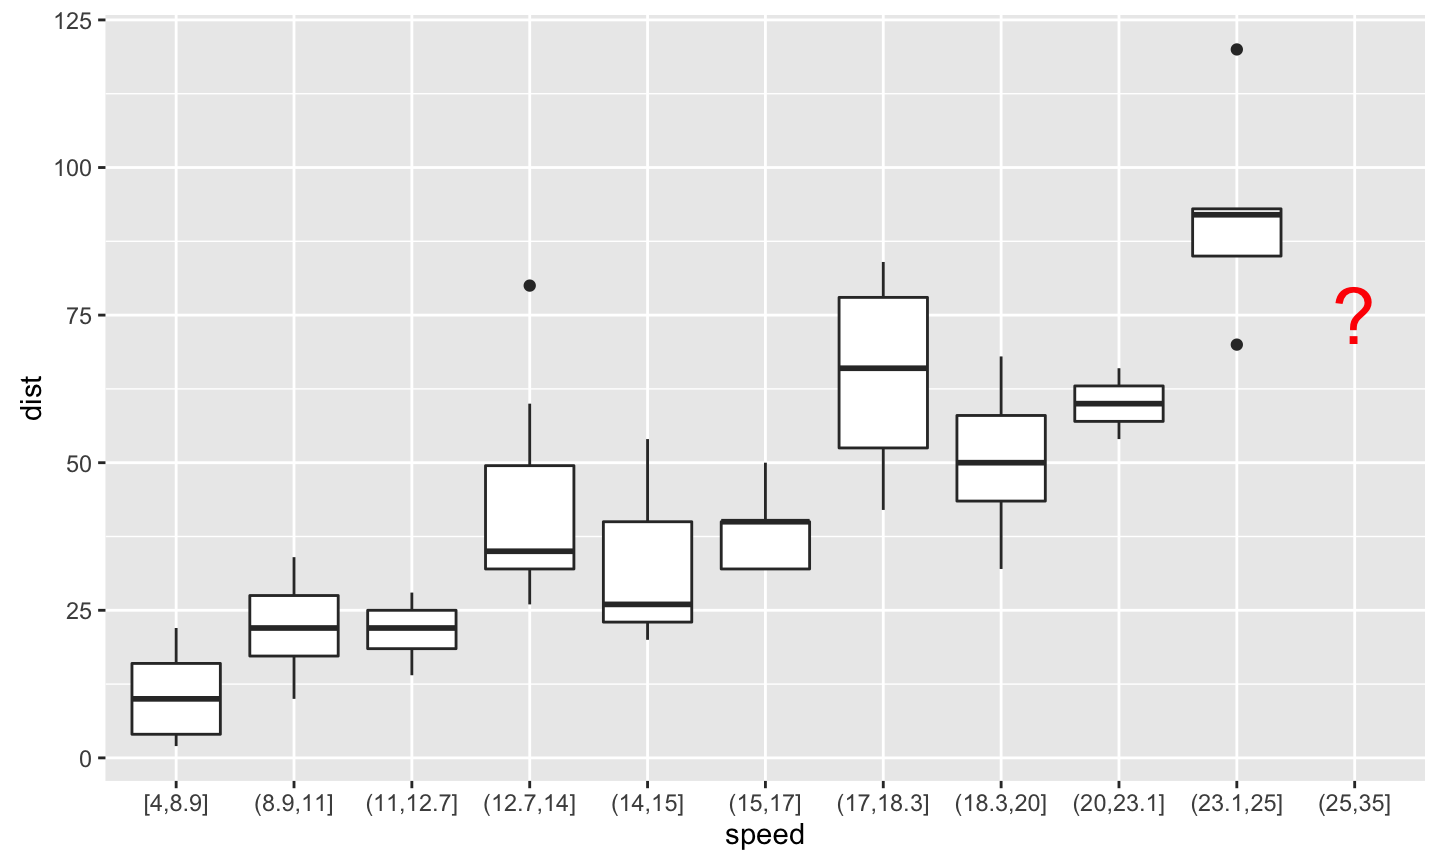 125
100
75
50
25
0
dist
?
[4,8.9] (8.9,11] (11,12.7] (12.7,14] (14,15] (15,17] (17,18.3] (18.3,20] (20,23.1] (23.1,25] (25,35]
speed